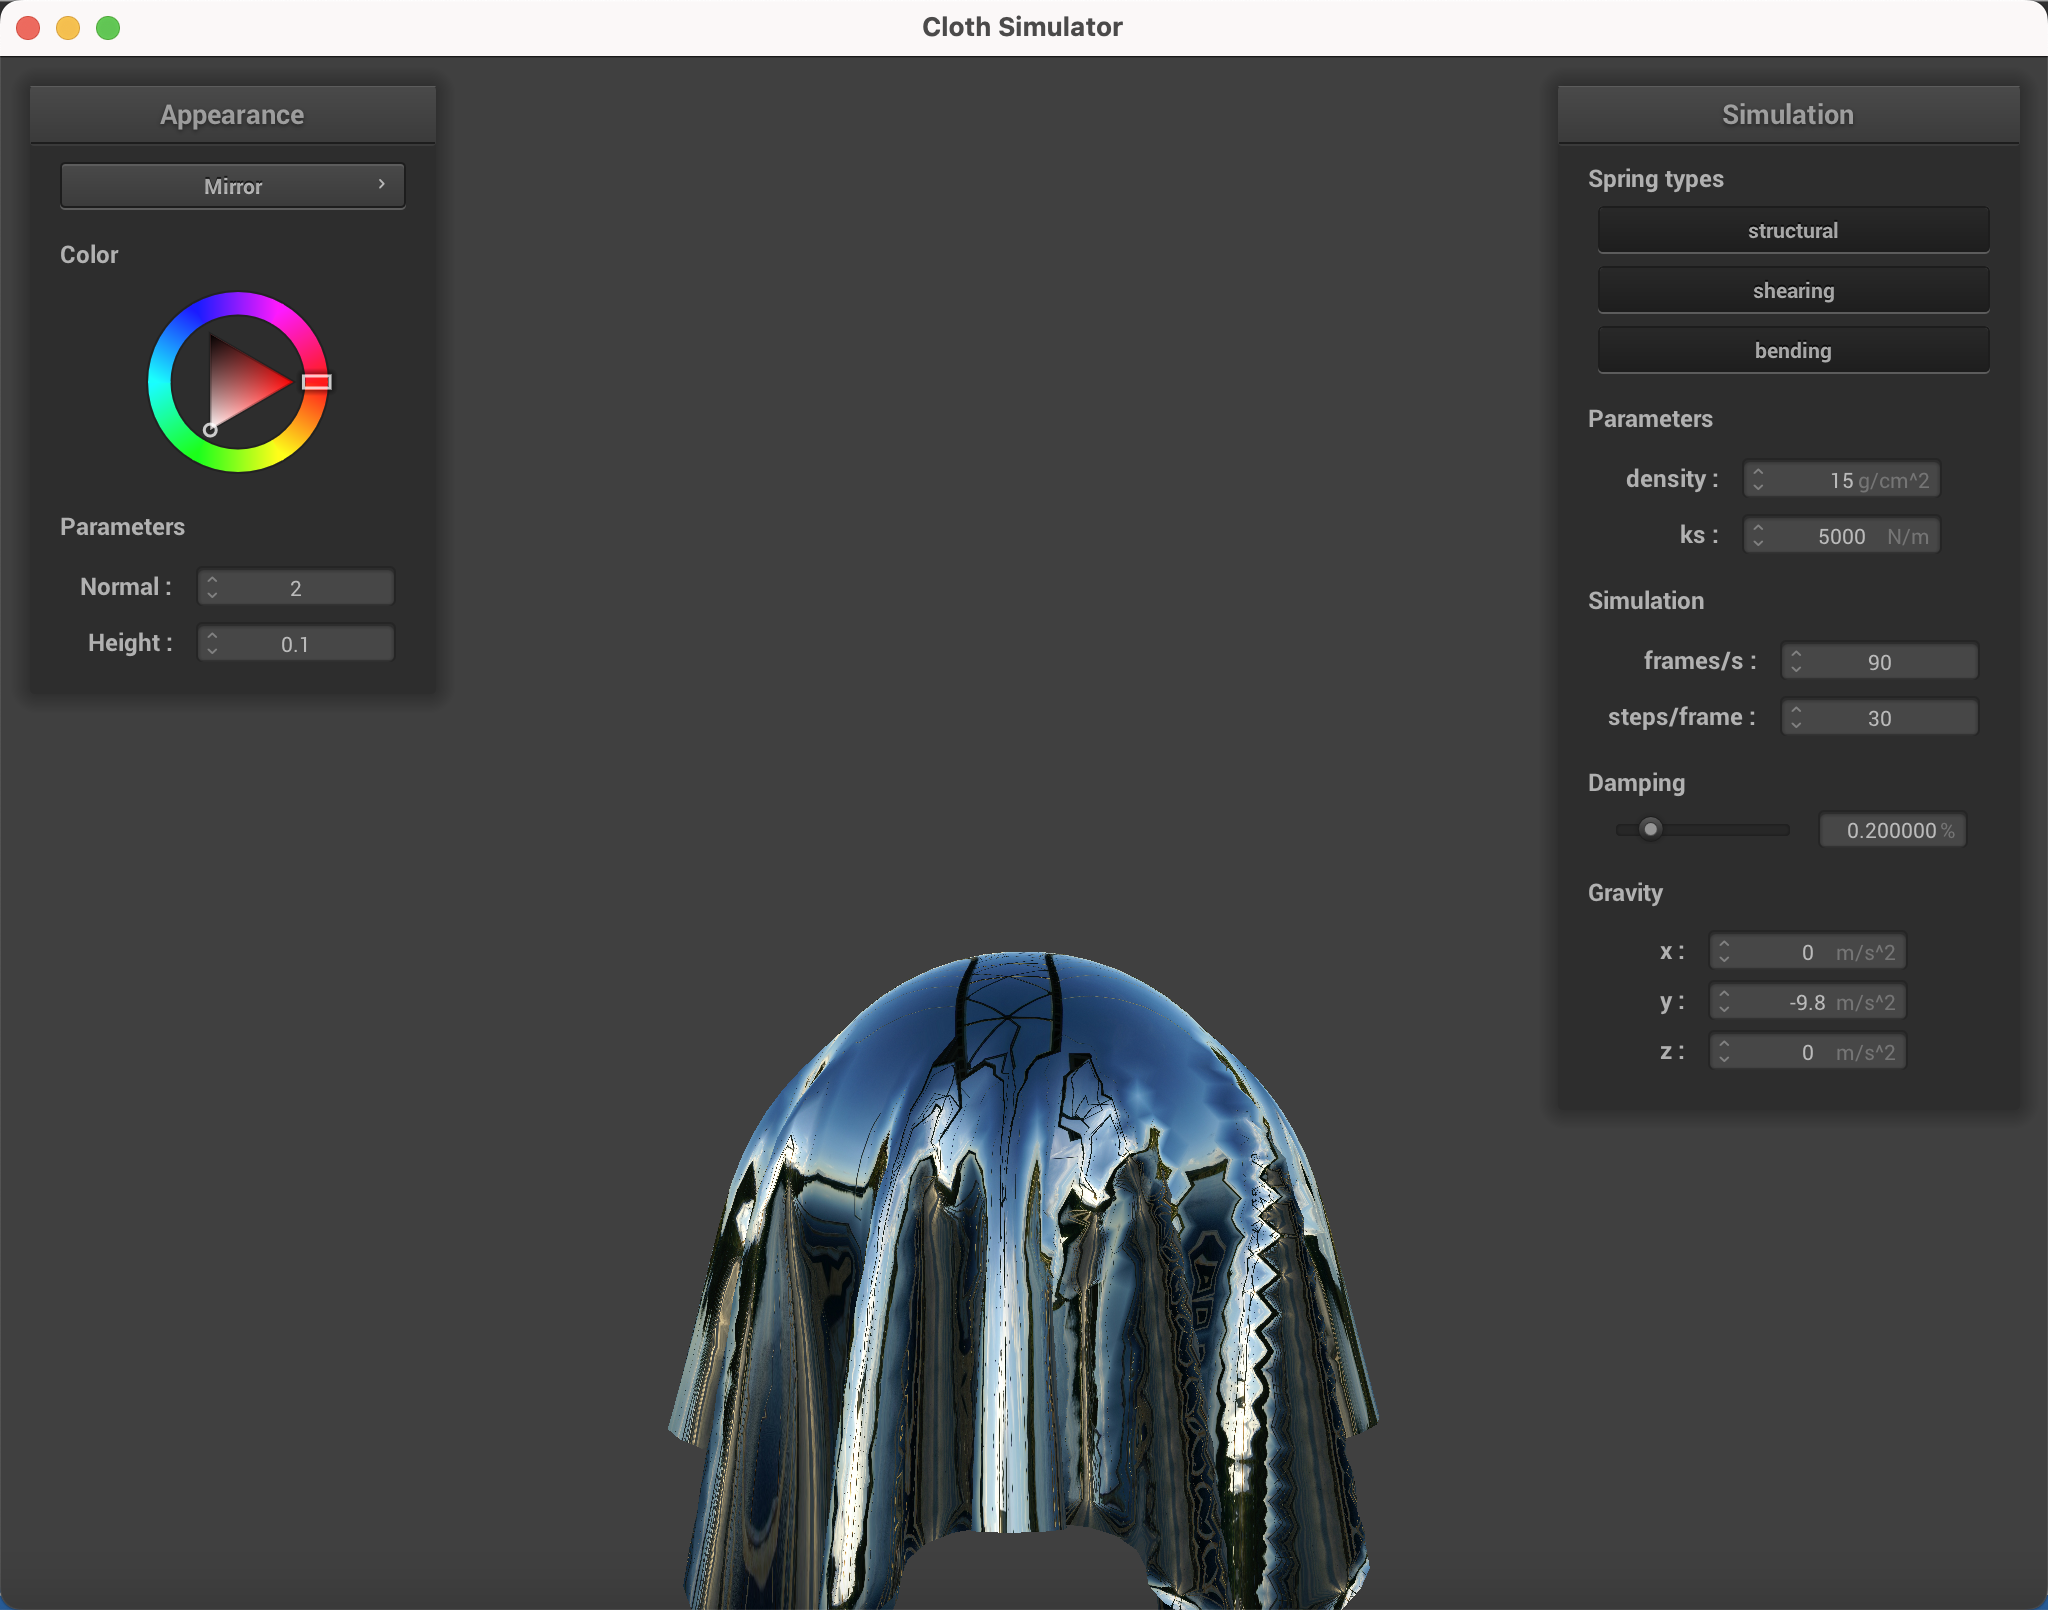 Cloth Simulator
Appearance
Mirror
Color
Parameters
Normal : 2
Height : 0.1
Simulation
Spring types
structural
shearing
bending
Parameters
density : 15 g/cm^2
ks : 5000 N/m
Simulation
frames/s : 90
steps/frame : 30
Damping
0.200000 %
Gravity
x : 0 m/s^2
y : -9.8 m/s^2
z : 0 m/s^2